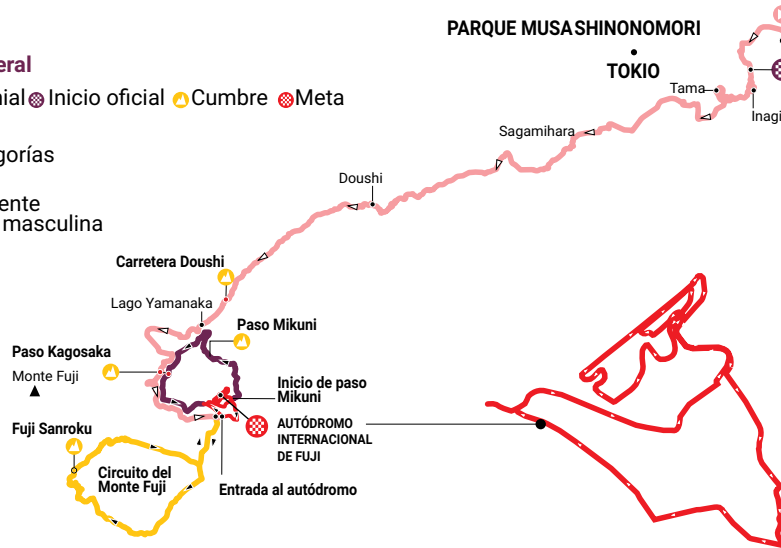 PARQUE MUSASHINONOMORI
TOKIO
eral
ial Inicio oficial Cumbre Meta
Tama
Inagi
Sagamihara
gorías
Doushi
ente
masculina
Carretera Doushi
Lago Yamanaka
Paso Mikuni
Paso Kagosaka
Monte Fuji
Inicio de paso
Mikuni
AUTÓDROMO
INTERNACIONAL
DE FUJI
Fuji Sanroku
Circuito del
Monte Fuji
Entrada al autódromo